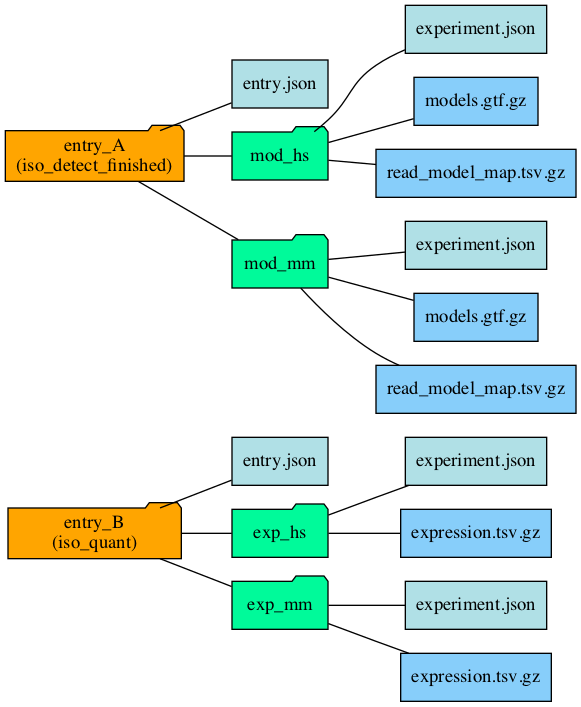 experiment.json
entry.json
models.gtf.gz
entry_A
(iso_detect_finished)
mod_hs
read_model_map.tsv.gz
experiment.json
mod_mm
models.gtf.gz
read_model_map.tsv.gz
entry.json
experiment.json
entry_B
(iso_quant)
exp_hs
expression.tsv.gz
exp_mm
experiment.json
expression.tsv.gz